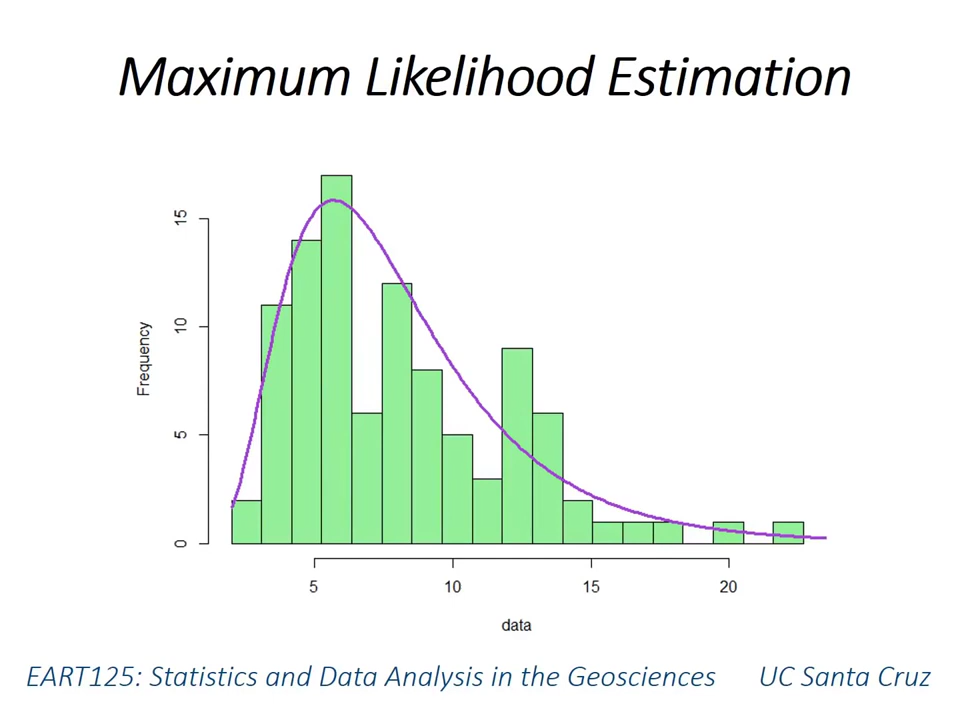 Maximum Likelihood Estimation
15
10
5
0
Frequency
5 10 15 20
data
EART125: Statistics and Data Analysis in the Geosciences UC Santa Cruz